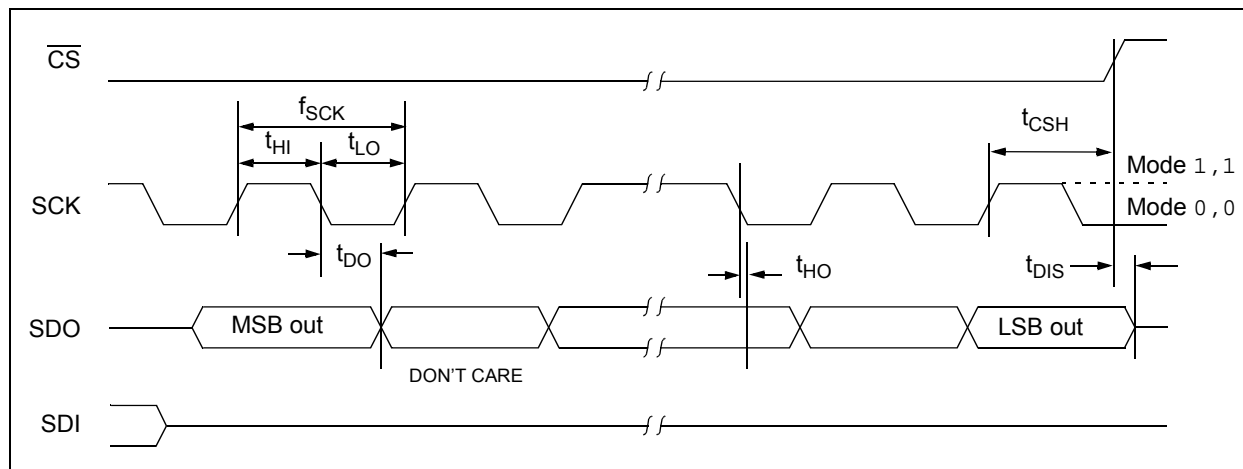 CS
fSCK
tHI
tLO
tCSH
Mode 1,1
SCK
Mode 0,0
tDO
tHO
tDIS
SDO
MSB out
LSB out
DON'T CARE
SDI